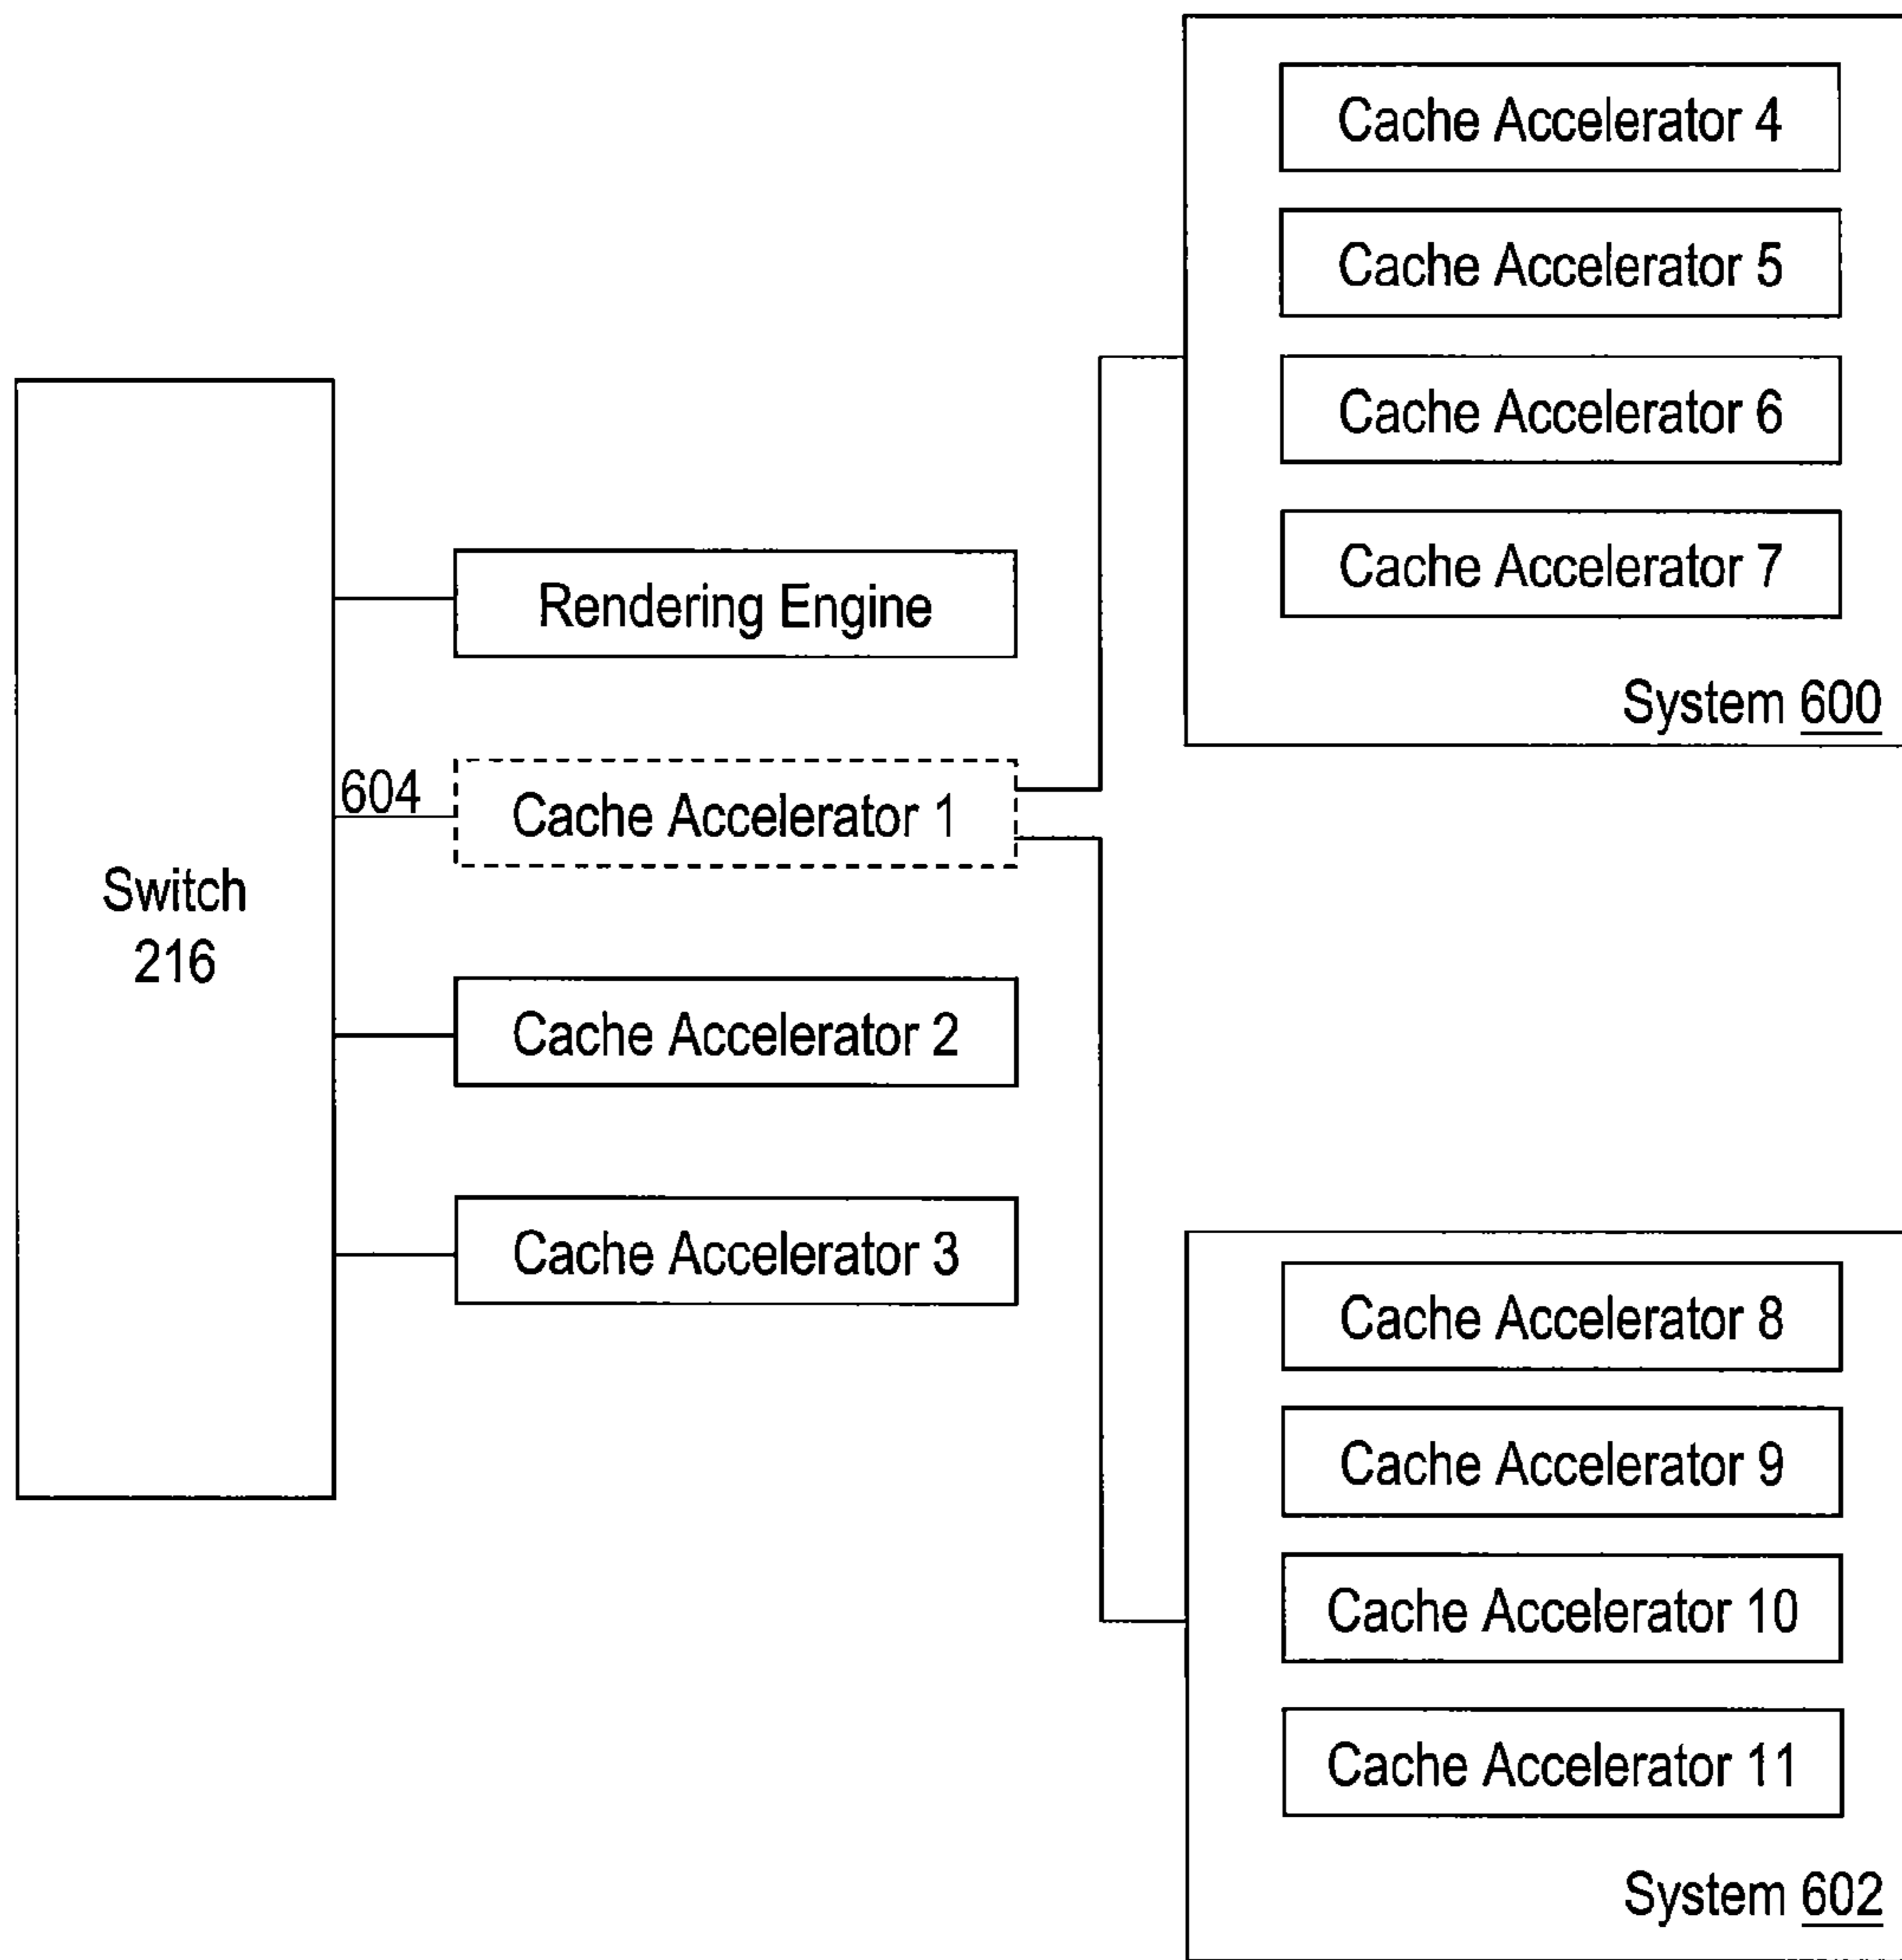 Switch
216
Rendering Engine
604
Cache Accelerator 1
Cache Accelerator 2
Cache Accelerator 3
Cache Accelerator 4
Cache Accelerator 5
Cache Accelerator 6
Cache Accelerator 7
System 600
Cache Accelerator 8
Cache Accelerator 9
Cache Accelerator 10
Cache Accelerator 11
System 602